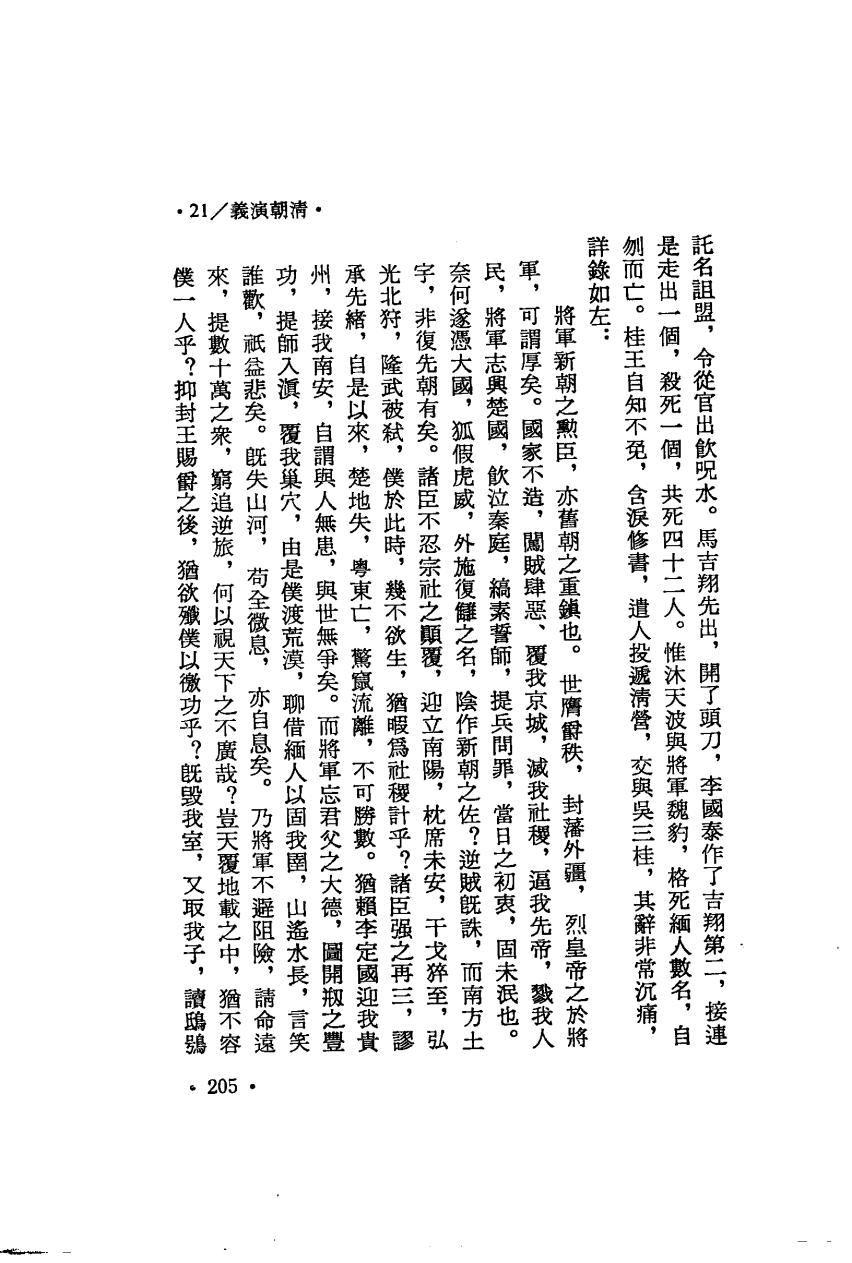 ·21／義演朝清·
託名詛盟，令從官出飲呪水。馬吉翔先出，開了頭刀，李國泰作了吉翔第二，接連
是走出一個，殺死一個，共死四十二人。惟沐天波與將軍魏豹，格死緬人數名，自
刎而亡。桂王自知不免，含淚修書，遣人投遞清營，交與吳三桂，其辭非常沉痛，
詳錄如左：
將軍新朝之勳臣，亦舊朝之重鎮也。世膺爵秩，封藩外疆，烈皇帝之於將
軍，可謂厚矣。國家不造，闖賊肆惡、覆我京城，滅我社稷，逼我先帝，戮我人
民，將軍志興楚國，飲泣秦庭，縞素誓師，提兵問罪，當日之初衷，固未泯也。
奈何遂憑大國，狐假虎威，外施復讎之名，陰作新朝之佐？逆賊旣誅，而南方土
宇，非復先朝有矣。諸臣不忍宗社之顚覆，迎立南陽，枕席未安，干戈猝至，弘
光北狩，隆武被弒，僕於此時，幾不欲生，猶暇爲社稷計乎？諸臣强之再三，謬
承先緒，自是以來，楚地失，粤東亡，驚竄流離，不可勝數。猶賴李定國迎我貴
州，接我南安，自謂與人無患，與世無爭矣。而將軍忘君父之大德，圖開剏之豐
功，提師入滇，覆我巢穴，由是僕渡荒漠，聊借緬人以固我圉，山遙水長，言笑
誰歡，祇益悲矣。旣失山河，苟全微息，亦自息矣。乃將軍不避阻險，請命遠
來，提數十萬之衆，窮追逆旅，何以視天下之不廣哉？豈天覆地載之中，猶不容
僕一人乎？抑封王賜爵之後，猶欲殲僕以徼功乎？旣毀我室，又取我子，讀鴟鴞
·205·